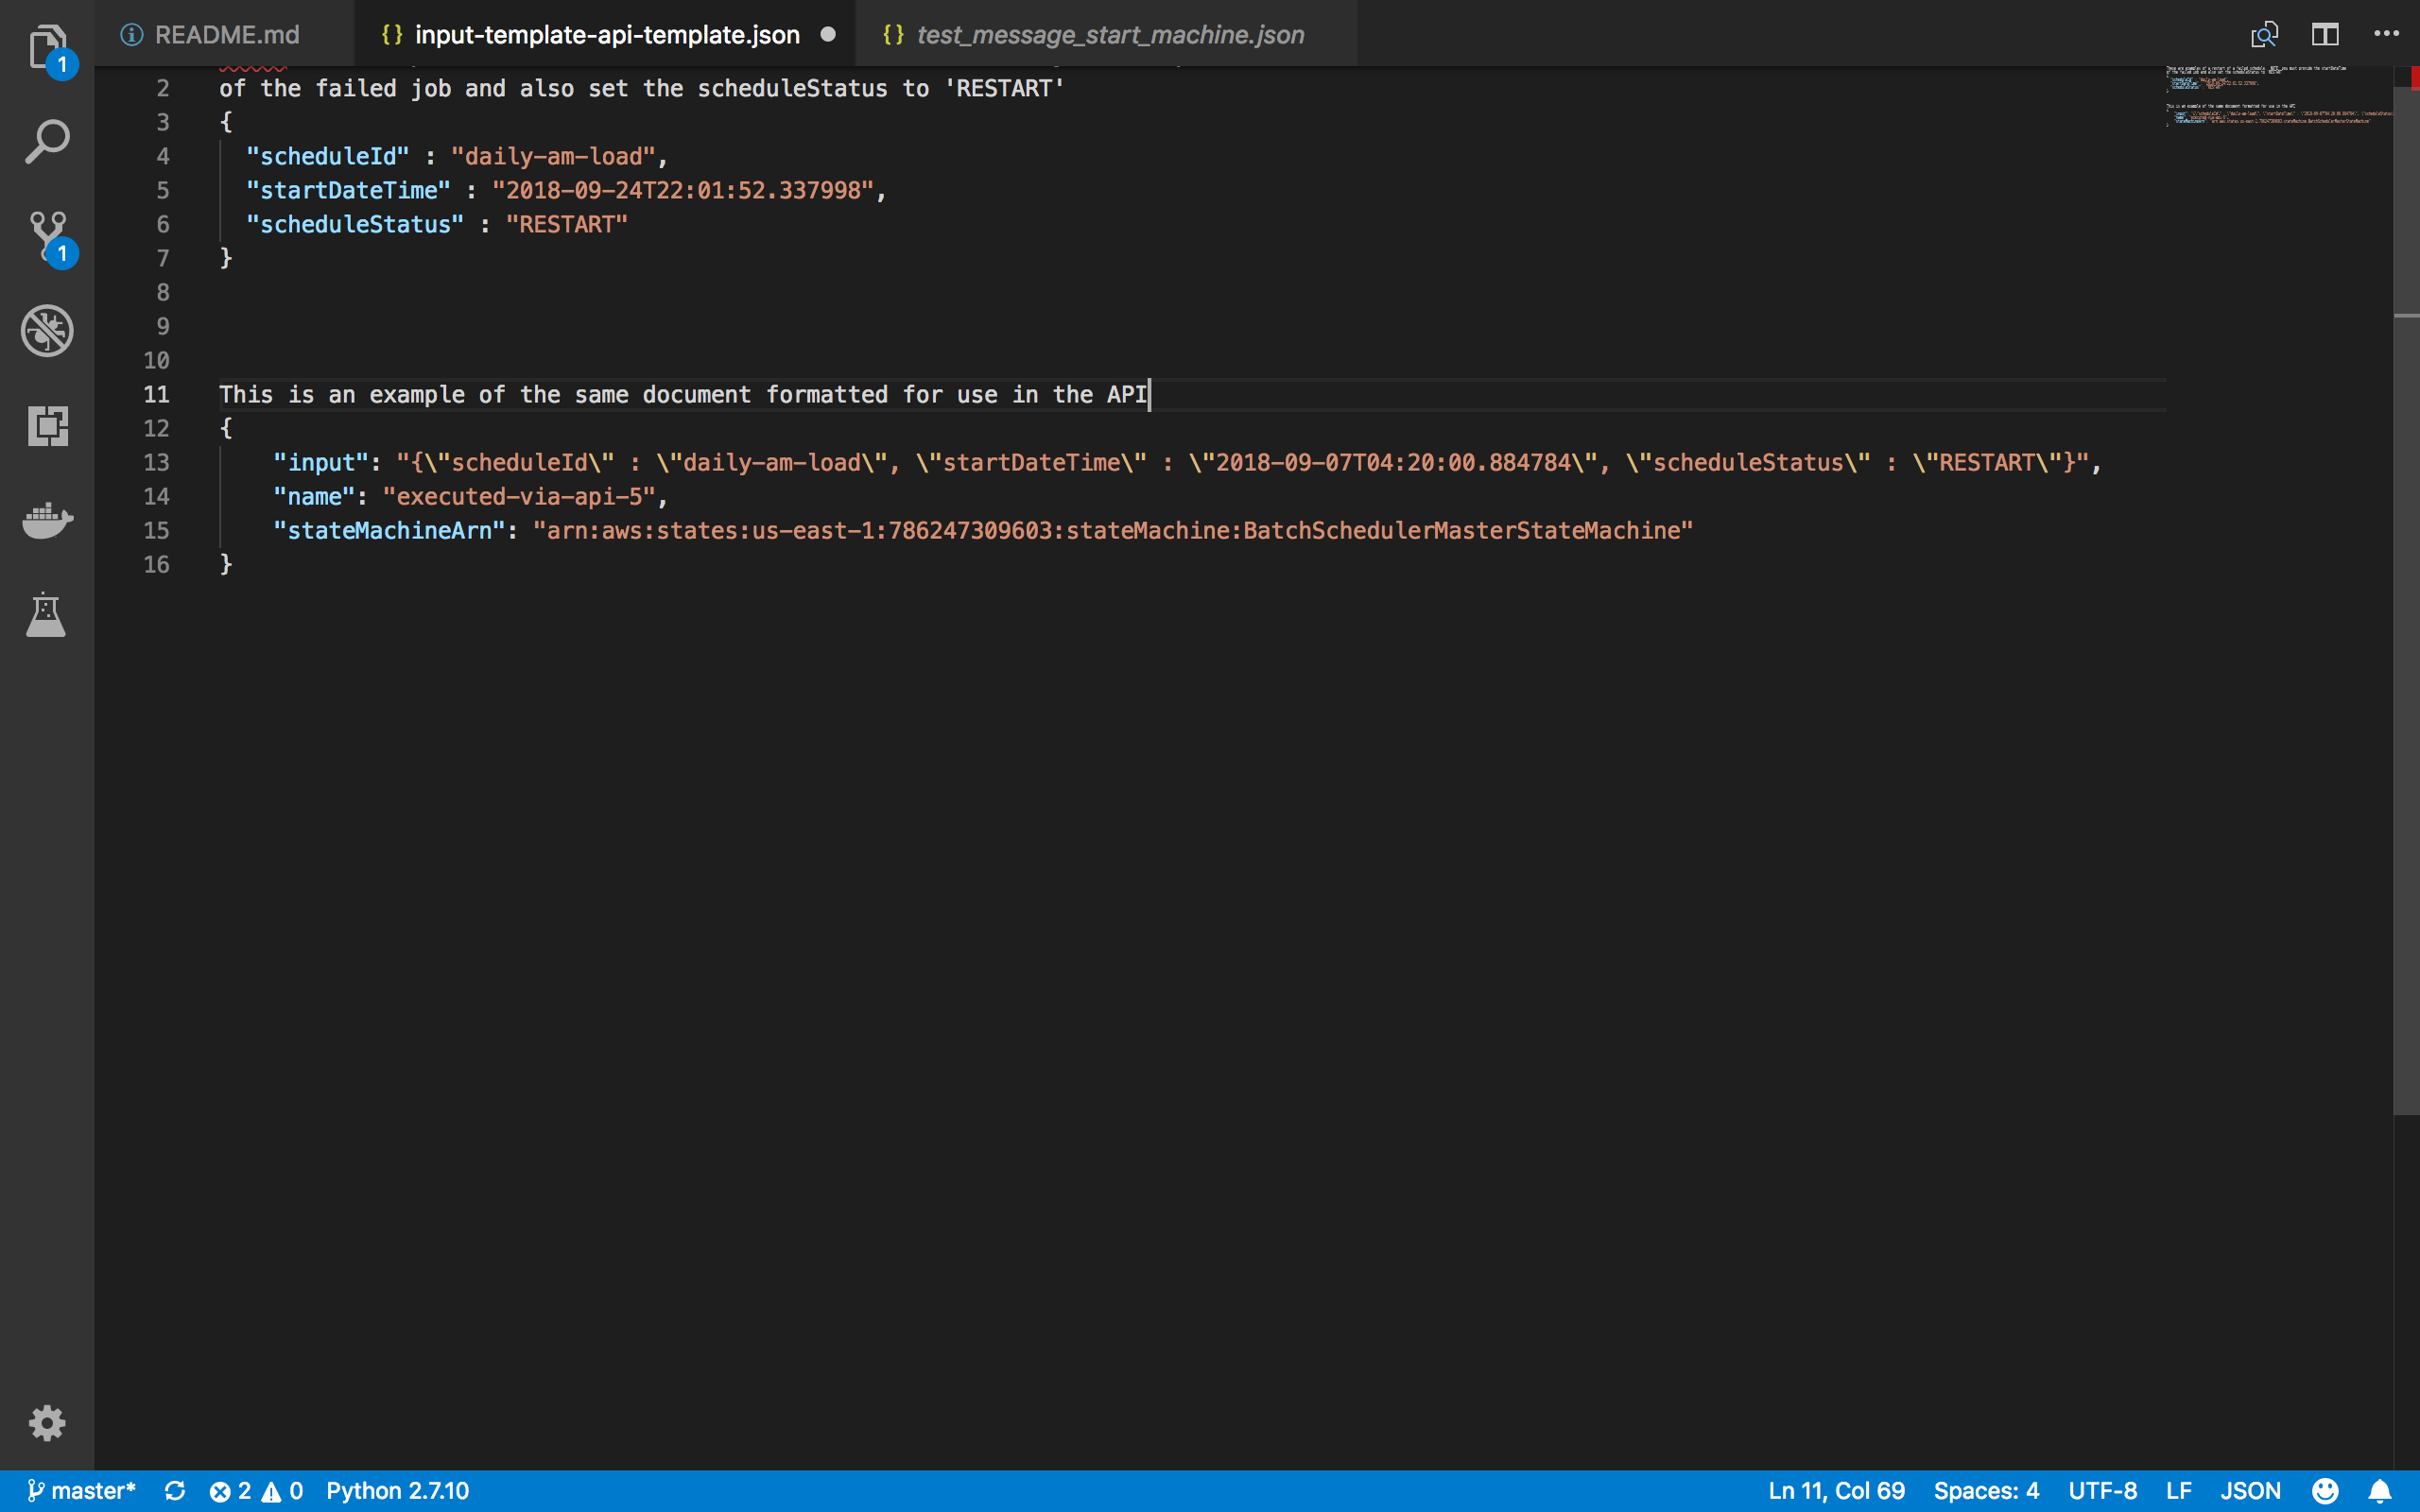 README.md
{} input-template-api-template.json
{} test_message_start_machine.json
1
2 of the failed job and also set the scheduleStatus to 'RESTART'
3 {
4 "scheduleId" : "daily-am-load",
5 "startDateTime" : "2018-09-24T22:01:52.337998",
6 "scheduleStatus" : "RESTART"
7 }
8
9
10
11 This is an example of the same document formatted for use in the API
12 {
13 "input": "{\"scheduleId\" : \"daily-am-load\", \"startDateTime\" : \"2018-09-07T04:20:00.884784\", \"scheduleStatus\" : \"RESTART\"}",
14 "name": "executed-via-api-5",
15 "stateMachineArn": "arn:aws:states:us-east-1:786247309603:stateMachine:BatchSchedulerMasterStateMachine"
16 }
1
master* 2 0 Python 2.7.10
Ln 11, Col 69 Spaces: 4 UTF-8 LF JSON